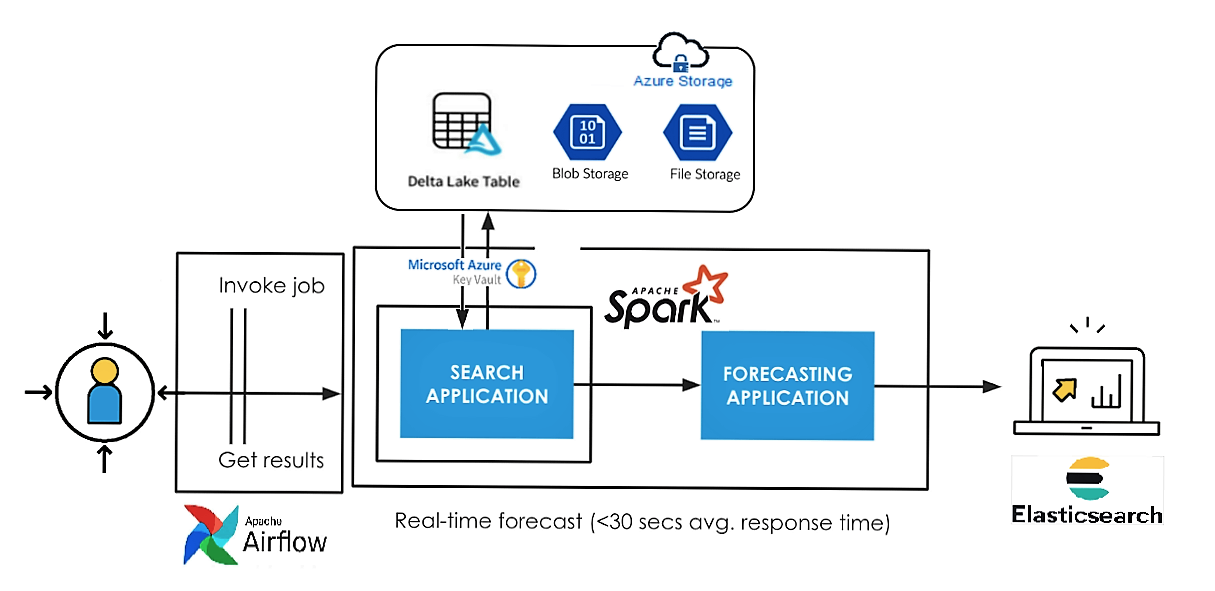 Azure Storage
10
01
Delta Lake Table
Blob Storage
File Storage
Microsoft Azure
Key Vault
Invoke job
APACHE
Spark™
SEARCH
APPLICATION
FORECASTING
APPLICATION
Get results
Apache
Airflow
Real-time forecast (<30 secs avg. response time)
Elasticsearch